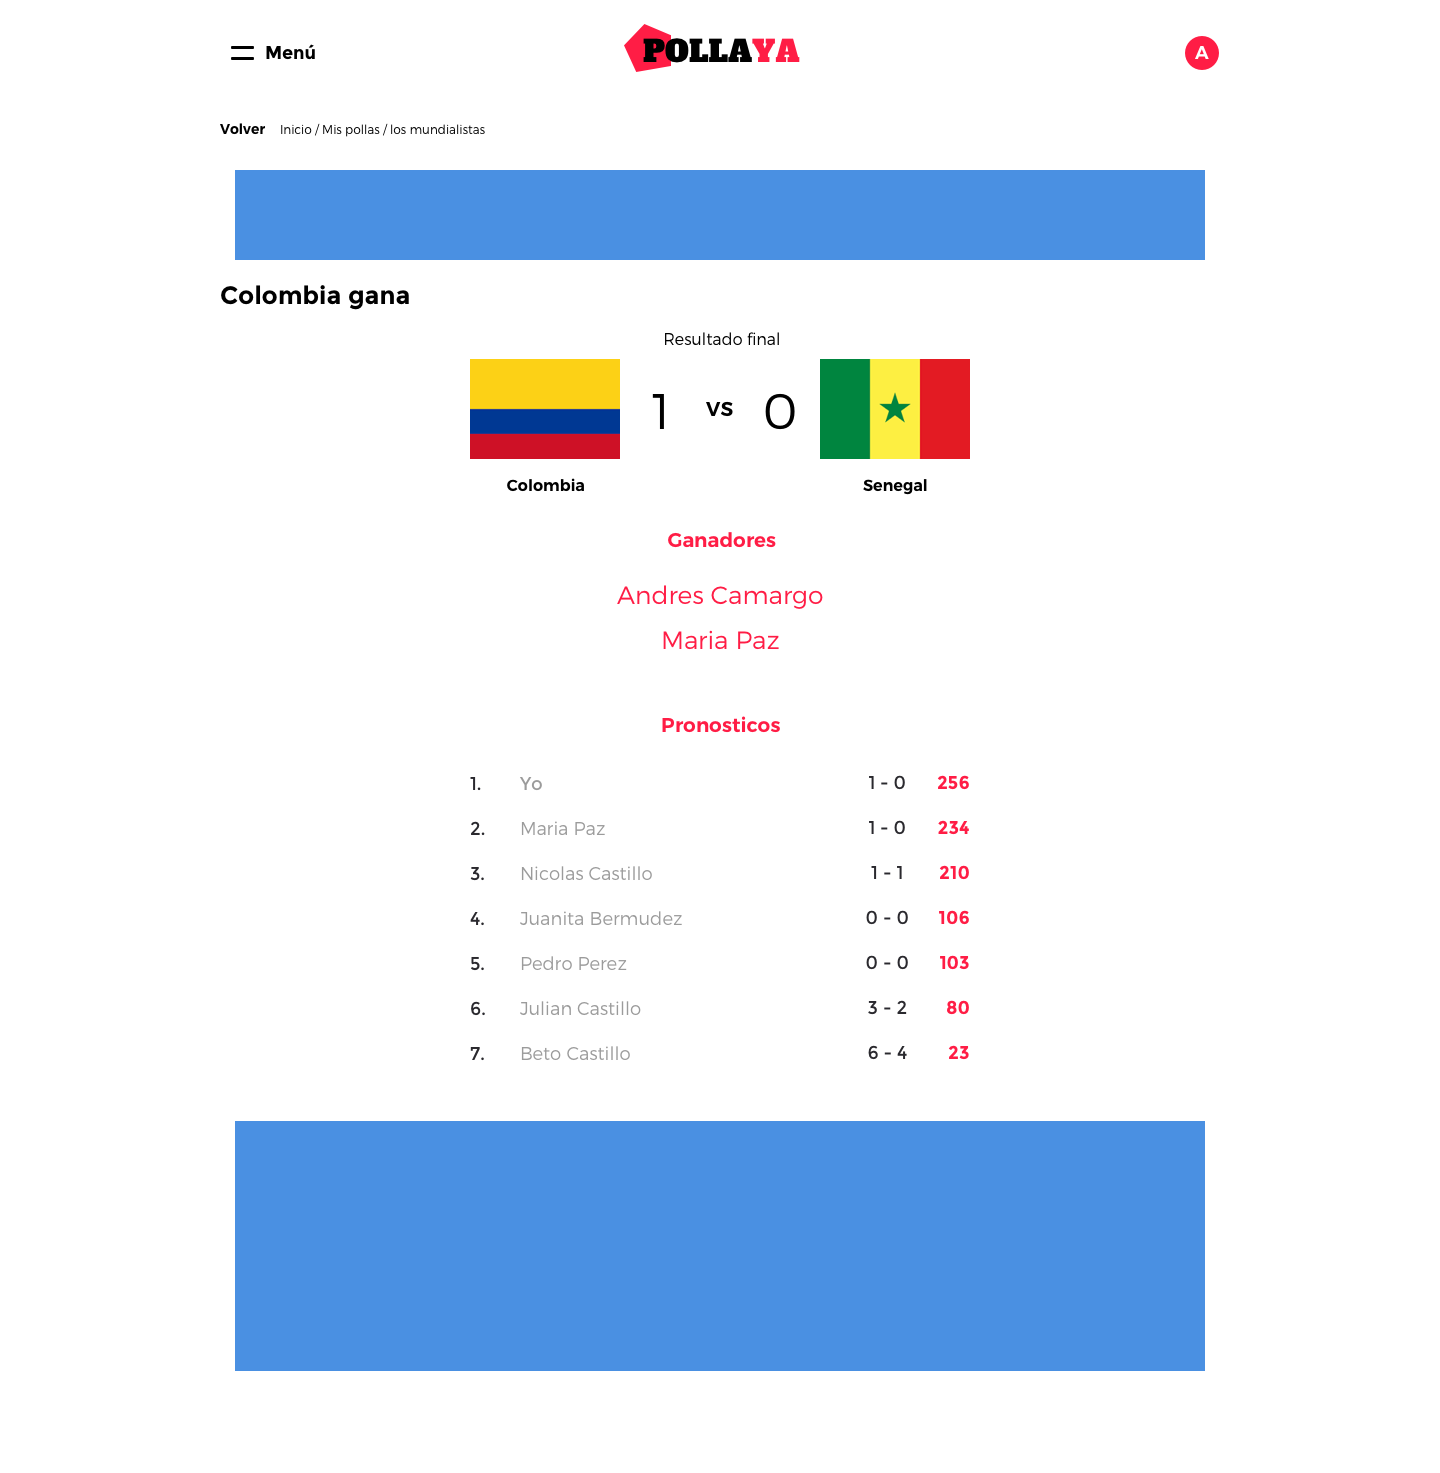 Menú
POLLAYA
A
Volver Inicio / Mis pollas / los mundialistas
Colombia gana
Resultado final
1 vs 0
Colombia Senegal
Ganadores
Andres Camargo
Maria Paz
Pronosticos
1. Yo 1 - 0 256
2. Maria Paz 1 - 0 234
3. Nicolas Castillo 1 - 1 210
4. Juanita Bermudez 0 - 0 106
5. Pedro Perez 0 - 0 103
6. Julian Castillo 3 - 2 80
7. Beto Castillo 6 - 4 23